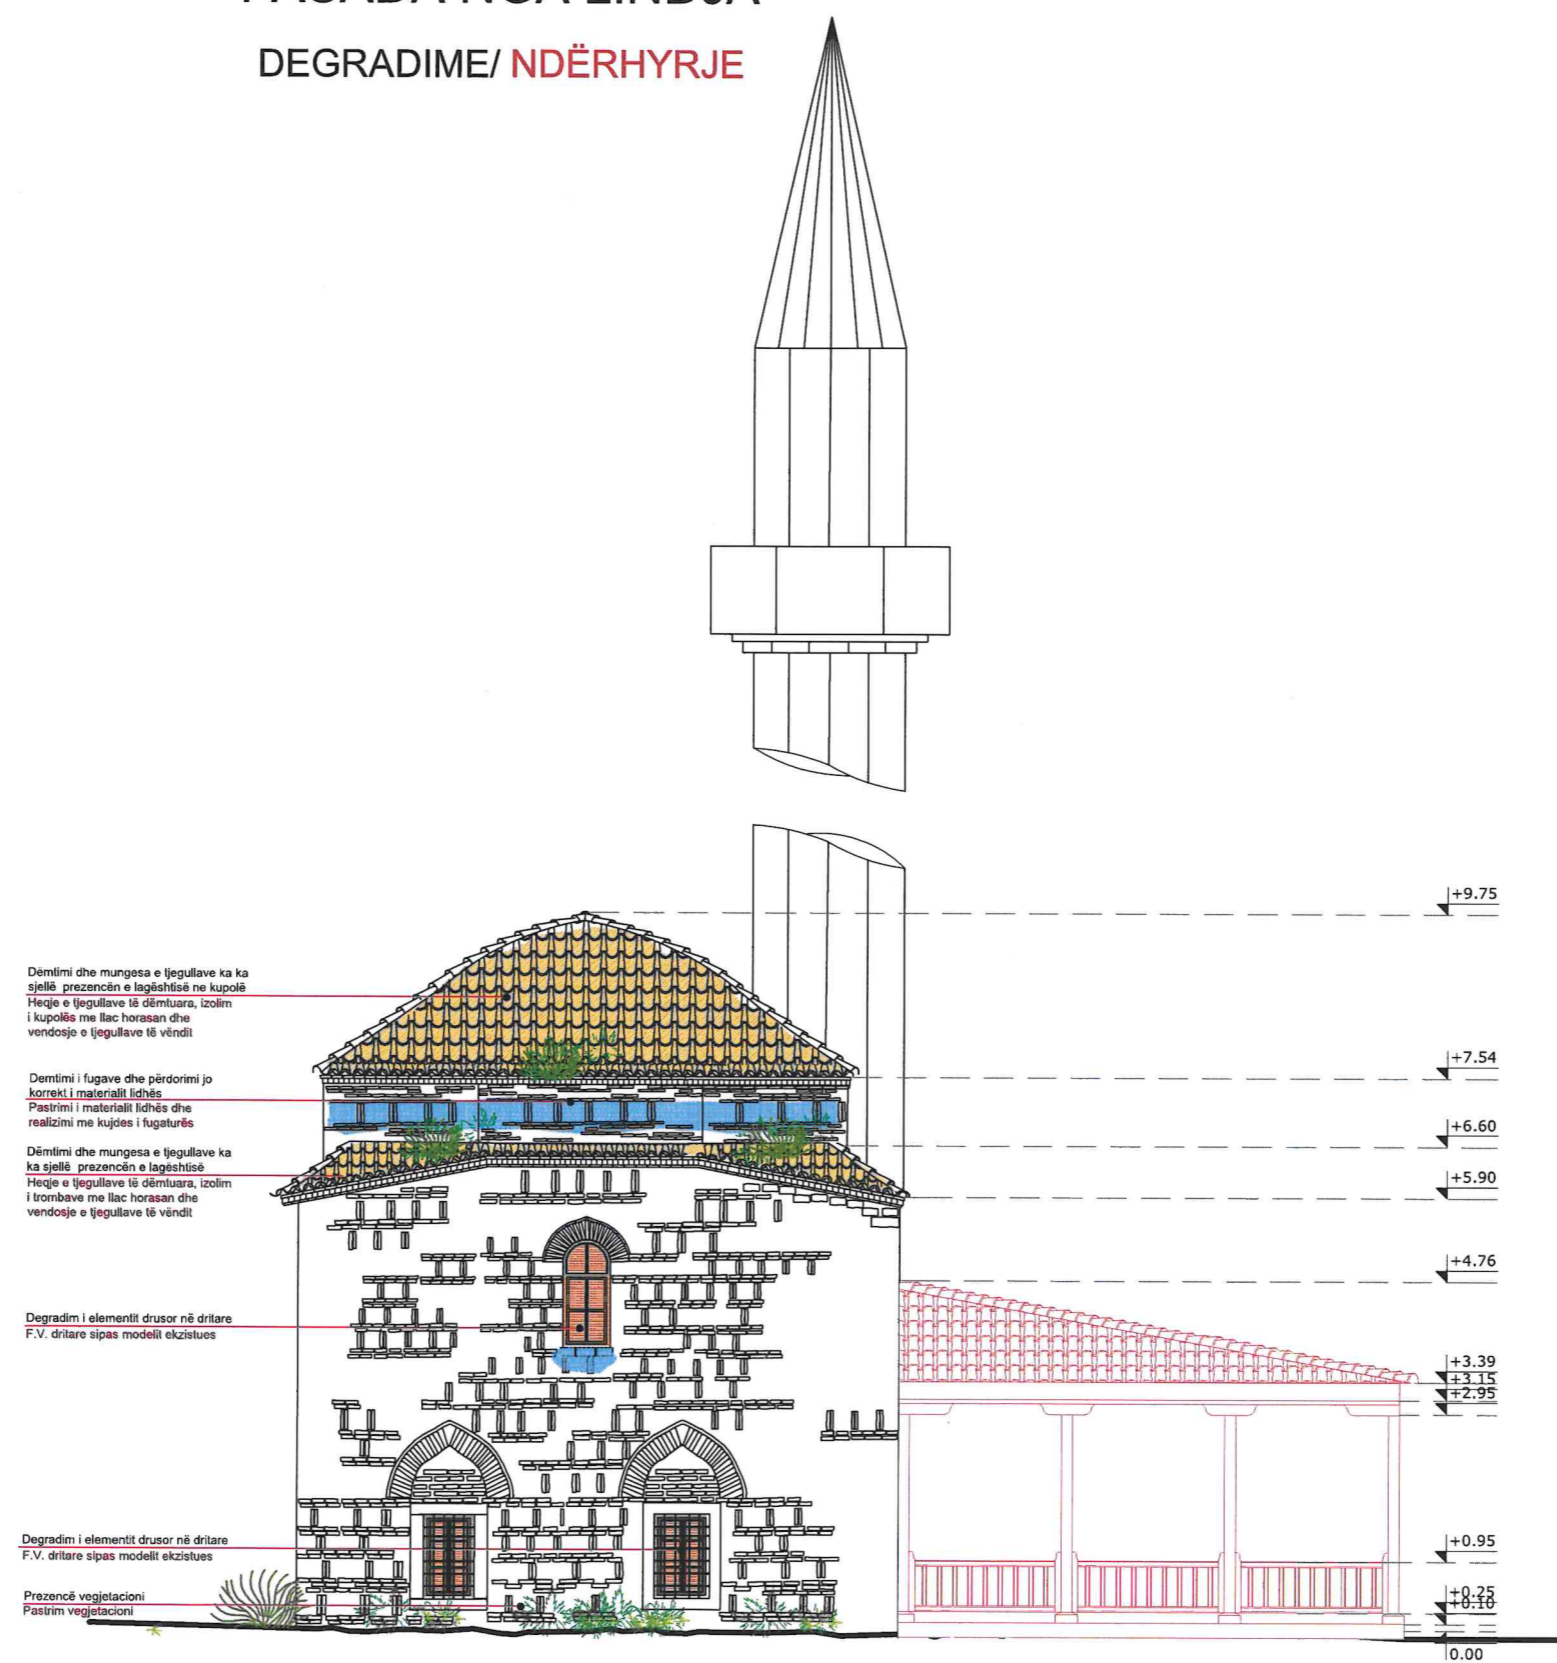 FASADA NGA LINDJA
DEGRADIME/ NDËRHYRJE
+9.75
Dëmtimi dhe mungesa e tjegullave ka ka
sjellë prezencën e lagështisë ne kupolë
Heqje e tjegullave të dëmtuara, izolim
i kupolës me llac horasan dhe
vendosje e tjegullave të vëndit
+7.54
Demtimi i fugave dhe përdorimi jo
korrekt i materialit lidhës
Pastrimi i materialit lidhës dhe
realizimi me kujdes i fugaturës
+6.60
Dëmtimi dhe mungesa e tjegullave ka
ka sjellë prezencën e lagështisë
Heqje e tjegullave të dëmtuara, izolim
i trombave me llac horasan dhe
vendosje e tjegullave të vëndit
+5.90
+4.76
Degradim i elementit drusor në dritare
F.V. dritare sipas modelit ekzistues
+3.39
+3.15
+2.95
Degradim i elementit drusor në dritare
F.V. dritare sipas modelit ekzistues
+0.95
Prezencë vegjetacioni
Pastrim vegjetacioni
+0.25
+0.10
0.00